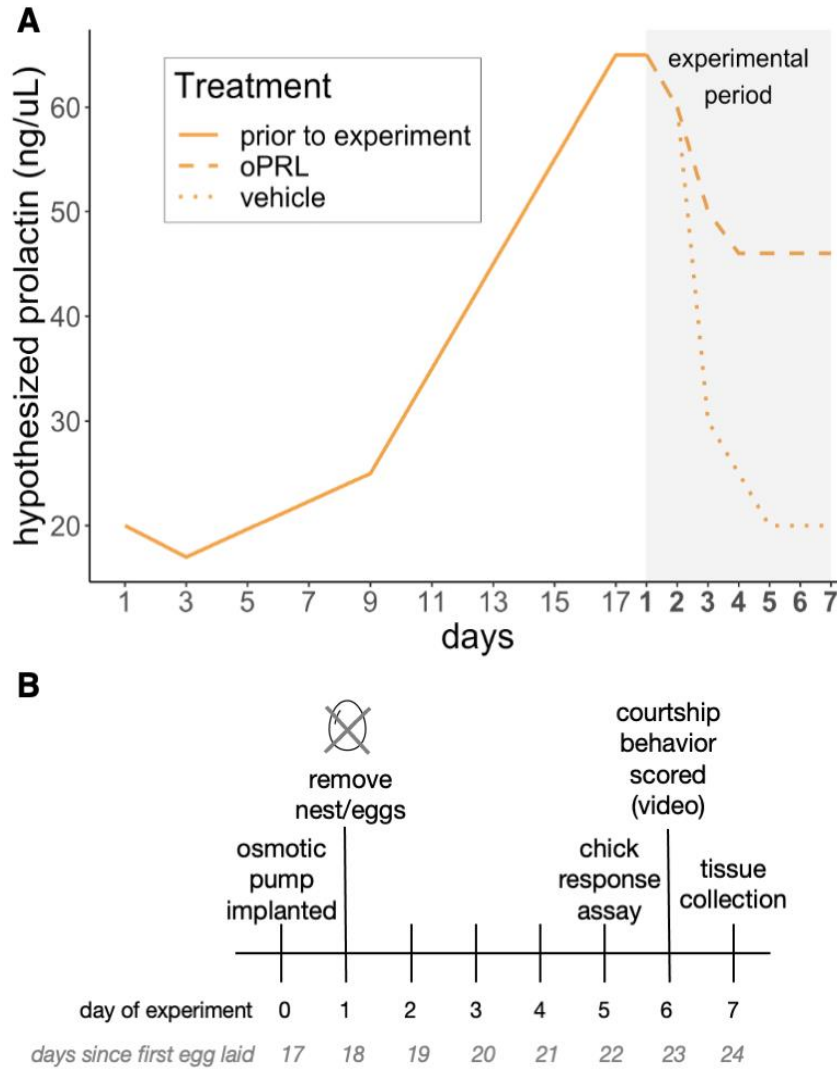 A
hypothesized prolactin (ng/uL)
60
50
40
30
20
Treatment
prior to experiment
oPRL
vehicle
experimental
period
1 3 5 7 9 11 13 15 17 1 2 3 4 5 6 7
days
B
remove
nest/eggs
osmotic
pump
implanted
courtship
behavior
scored
(video)
chick
response
assay
tissue
collection
day of experiment 0 1 2 3 4 5 6 7
days since first egg laid 17 18 19 20 21 22 23 24